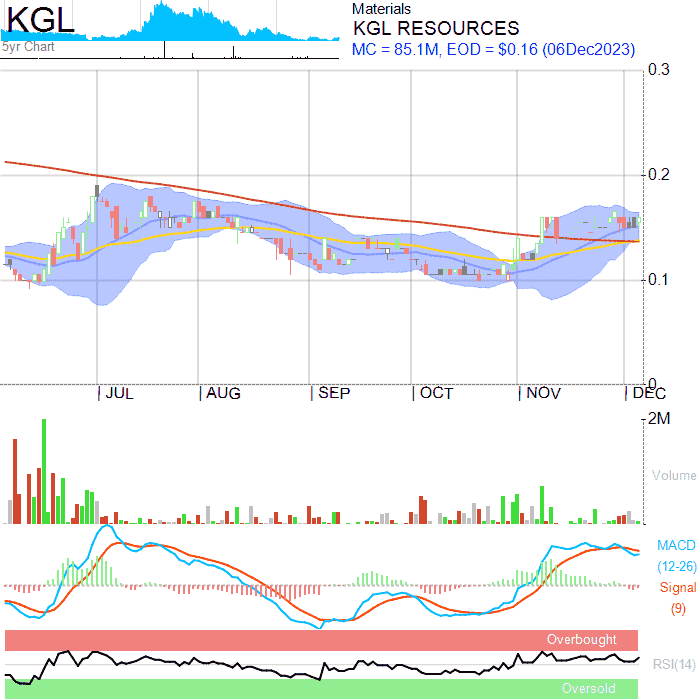 KGL
5yr Chart
Materials
KGL RESOURCES
MC = 85.1M, EOD = $0.16 (06Dec2023)
0.3
0.2
0.1
0
JUL
AUG
SEP
OCT
NOV
DEC
2M
Volume
MACD
(12-26)
Signal
(9)
Overbought
RSI(14)
Oversold